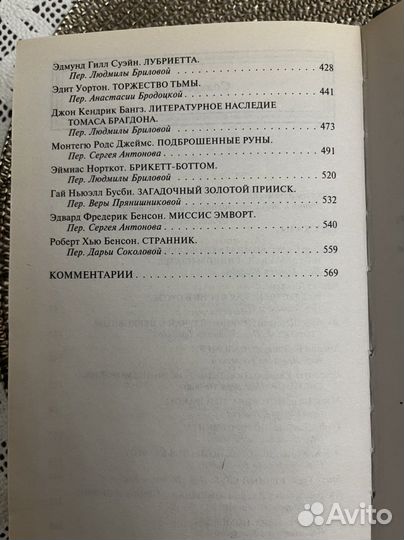 Эдмунд Гилл Суэйн. ЛУБРИЕТТА.
Пер. Людмилы Бриловой . . . . . . . . . . . . . . . . . . . . . . 428
Эдит Уортон. ТОРЖЕСТВО ТЬМЫ.
Пер. Анастасии Бродоцкой . . . . . . . . . . . . . . . . . . . 441
Джон Кендрик Бангз. ЛИТЕРАТУРНОЕ НАСЛЕДИЕ
ТОМАСА БРАГДОНА.
Пер. Людмилы Бриловой . . . . . . . . . . . . . . . . . . . . . . 473
Монтегю Родс Джеймс. ПОДБРОШЕННЫЕ РУНЫ.
Пер. Сергея Антонова . . . . . . . . . . . . . . . . . . . . . . . . 491
Эймиас Норткот. БРИКЕТТ-БОТТОМ.
Пер. Людмилы Бриловой . . . . . . . . . . . . . . . . . . . . . . 520
Гай Ньюэлл Бусби. ЗАГАДОЧНЫЙ ЗОЛОТОЙ ПРИИСК.
Пер. Веры Прянишниковой . . . . . . . . . . . . . . . . . . . . 532
Эдвард Фредерик Бенсон. МИССИС ЭМВОРТ.
Пер. Сергея Антонова . . . . . . . . . . . . . . . . . . . . . . . . 540
Роберт Хью Бенсон. СТРАННИК.
Пер. Дарьи Соколовой . . . . . . . . . . . . . . . . . . . . . . . 559
КОММЕНТАРИИ . . . . . . . . . . . . . . . . . . . . . . . . . . . . . 569
Avito